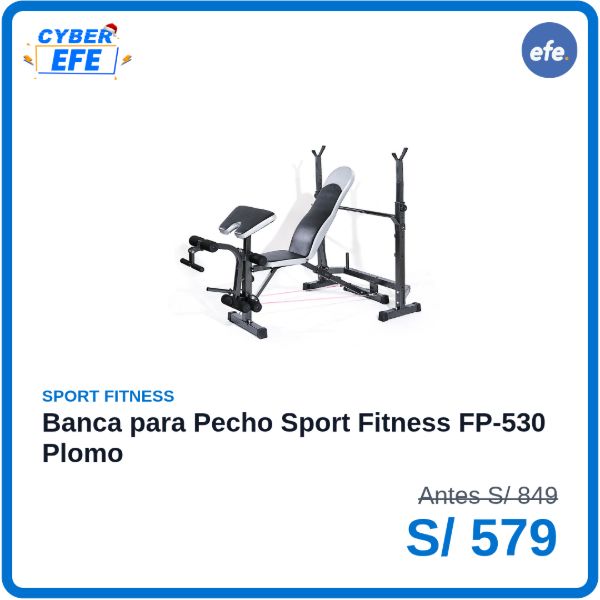 CYBER
EFE
efe.
SPORT FITNESS
Banca para Pecho Sport Fitness FP-530
Plomo
Antes S/ 849
S/ 579